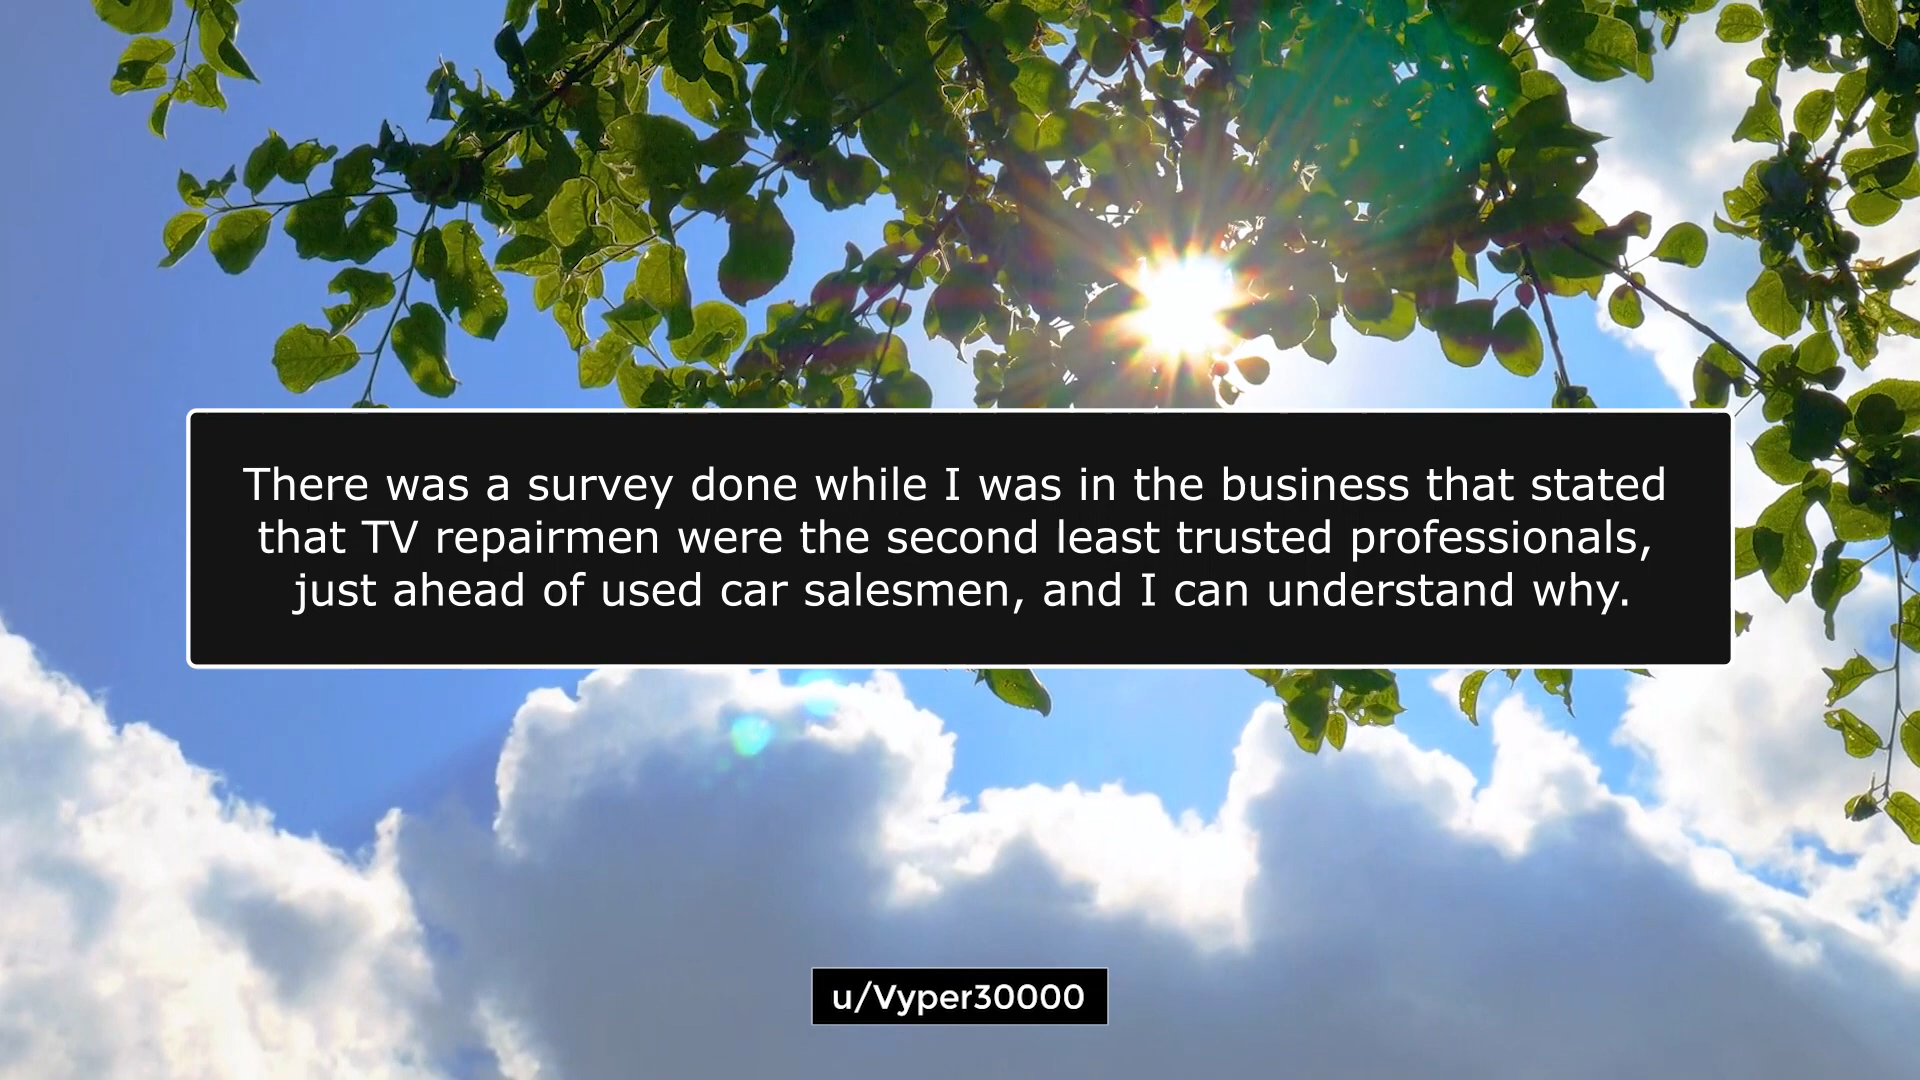 There was a survey done while I was in the business that stated
that TV repairmen were the second least trusted professionals,
just ahead of used car salesmen, and I can understand why.
u/Vyper30000